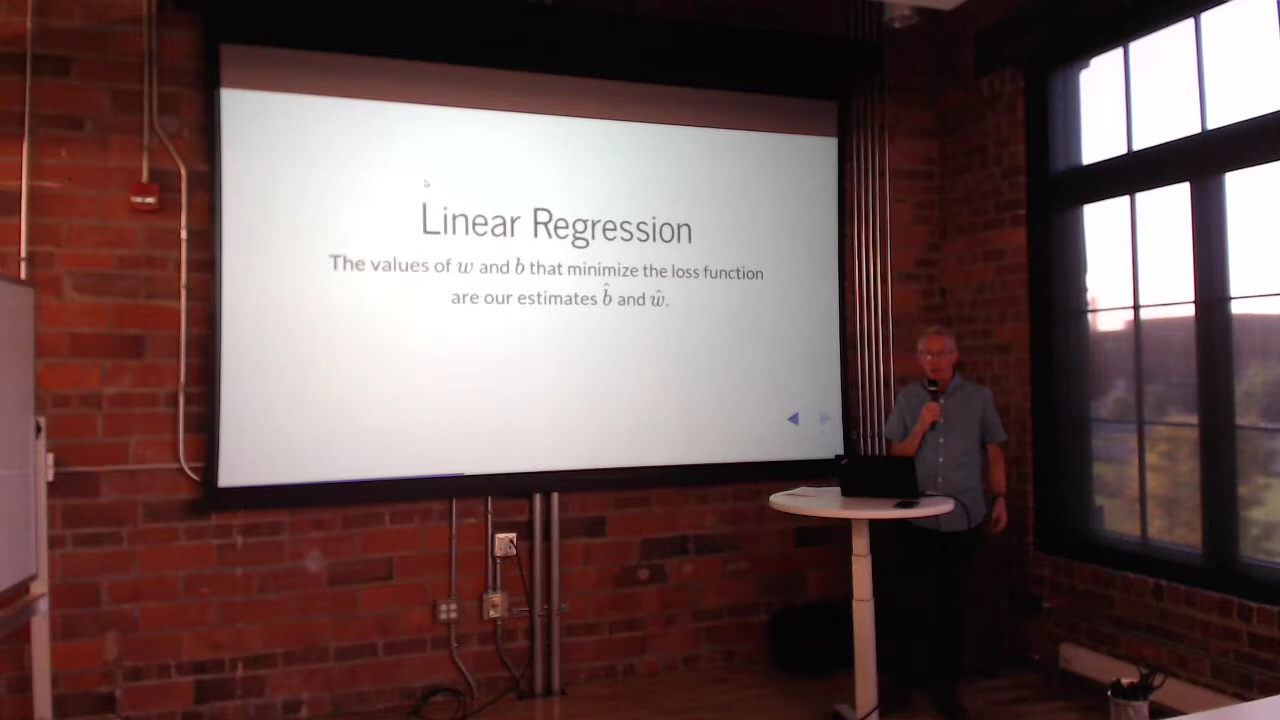 Linear Regression
The values of w and b that minimize the loss function
are our estimates b̂ and ŵ.